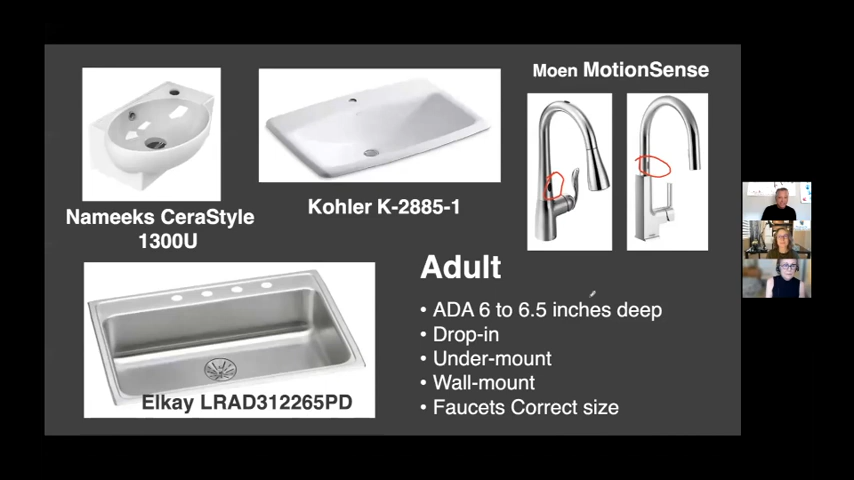 Moen MotionSense
Nameeks CeraStyle
1300U
Kohler K-2885-1
Elkay LRAD312265PD
Adult
• ADA 6 to 6.5 inches deep
• Drop-in
• Under-mount
• Wall-mount
• Faucets Correct size